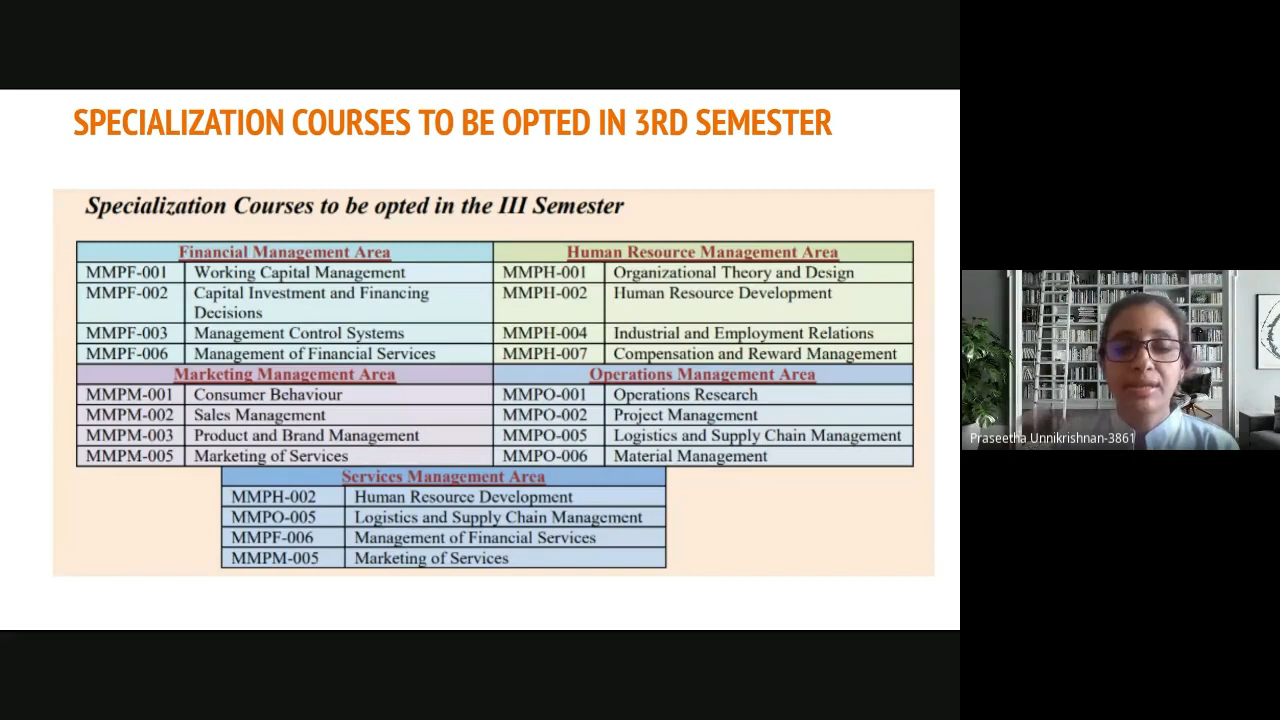 SPECIALIZATION COURSES TO BE OPTED IN 3RD SEMESTER
Specialization Courses to be opted in the III Semester
Financial Management Area
MMPF-001 Working Capital Management
MMPF-002 Capital Investment and Financing
Decisions
MMPF-003 Management Control Systems
MMPF-006 Management of Financial Services
Human Resource Management Area
MMPH-001 Organizational Theory and Design
MMPH-002 Human Resource Development
MMPH-004 Industrial and Employment Relations
MMPH-007 Compensation and Reward Management
Marketing Management Area
MMPM-001 Consumer Behaviour
MMPM-002 Sales Management
MMPM-003 Product and Brand Management
MMPM-005 Marketing of Services
Operations Management Area
MMPO-001 Operations Research
MMPO-002 Project Management
MMPO-005 Logistics and Supply Chain Management
MMPO-006 Material Management
Services Management Area
MMPH-002 Human Resource Development
MMPO-005 Logistics and Supply Chain Management
MMPF-006 Management of Financial Services
MMPM-005 Marketing of Services
Praseetha Unnikrishnan-3861